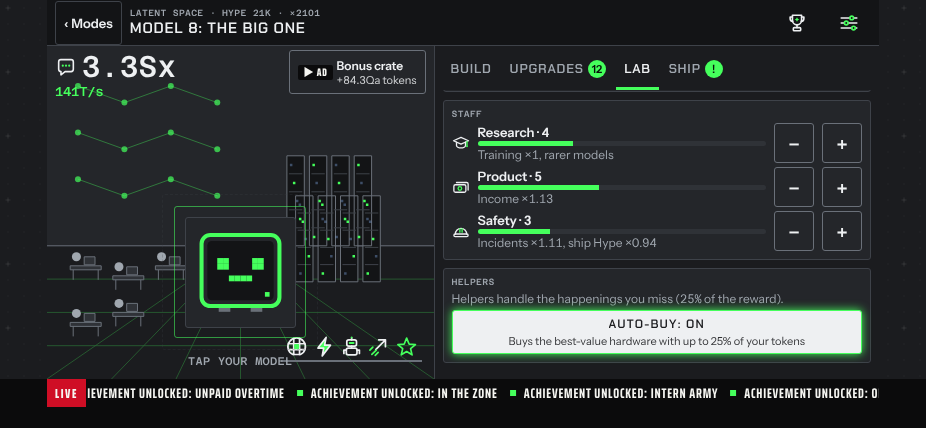 ‹ Modes
LATENT SPACE · HYPE 21K · ×2101
MODEL 8: THE BIG ONE
3.3Sx
141T/s
AD
Bonus crate
+84.3Qa tokens
TAP YOUR MODEL
BUILD
UPGRADES 12
LAB
SHIP !
STAFF
Research · 4
Training ×1, rarer models
− +
Product · 5
Income ×1.13
− +
Safety · 3
Incidents ×1.11, ship Hype ×0.94
− +
HELPERS
Helpers handle the happenings you miss (25% of the reward).
AUTO-BUY: ON
Buys the best-value hardware with up to 25% of your tokens
LIVE IEVEMENT UNLOCKED: UNPAID OVERTIME ACHIEVEMENT UNLOCKED: IN THE ZONE ACHIEVEMENT UNLOCKED: INTERN ARMY ACHIEVEMENT UNLOCKED: